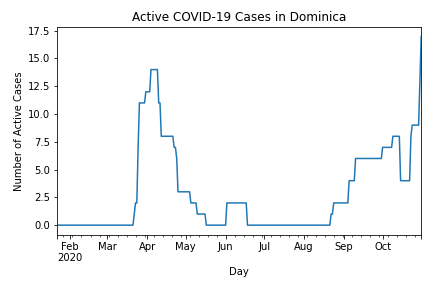 Active COVID-19 Cases in Dominica
17.5
15.0
12.5
10.0
7.5
5.0
2.5
0.0
Number of Active Cases
Feb Mar Apr May Jun Jul Aug Sep Oct
2020
Day